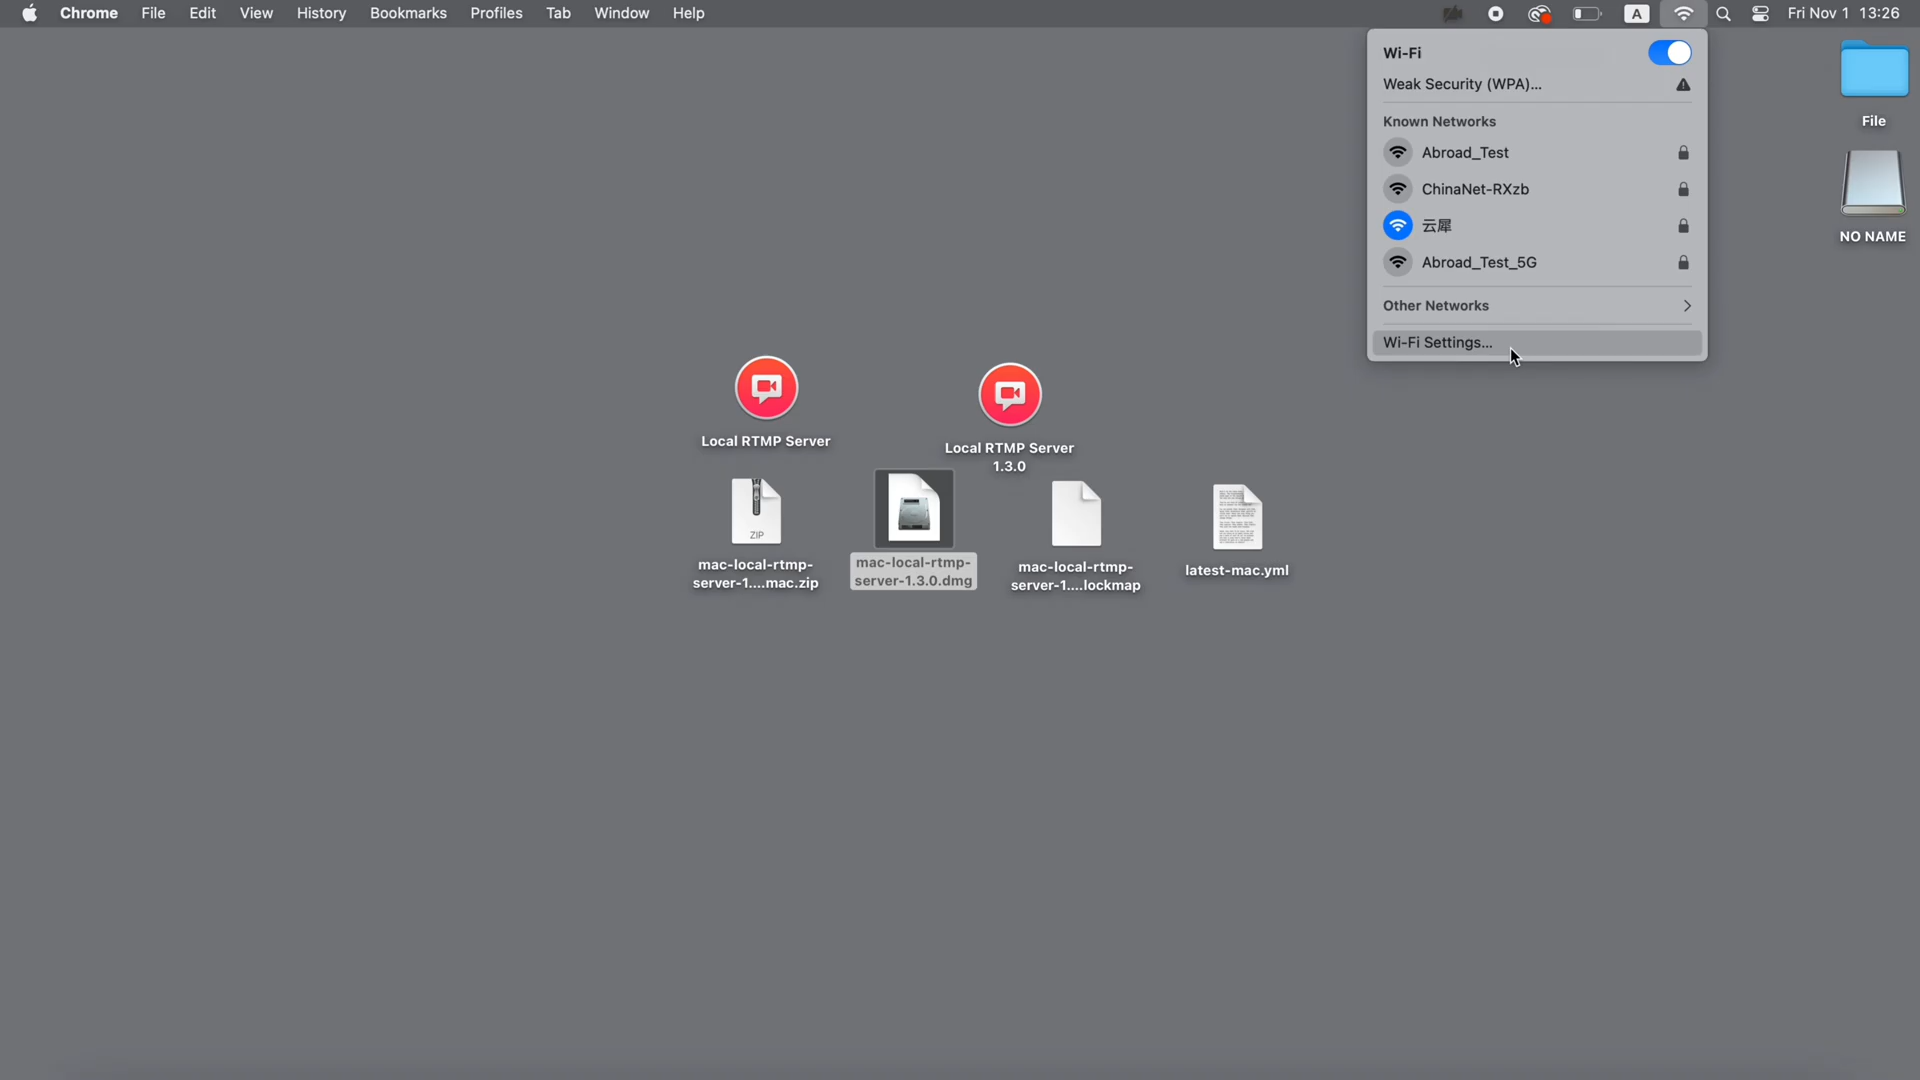 Chrome File Edit View History Bookmarks Profiles Tab Window Help A Fri Nov 1 13:26
Wi-Fi
Weak Security (WPA)...
Known Networks
Abroad_Test
ChinaNet-RXzb
云犀
Abroad_Test_5G
Other Networks
Wi-Fi Settings...
File
NO NAME
Local RTMP Server
Local RTMP Server
1.3.0
ZIP
mac-local-rtmp-
server-1....mac.zip
mac-local-rtmp-
server-1.3.0.dmg
mac-local-rtmp-
server-1....lockmap
latest-mac.yml